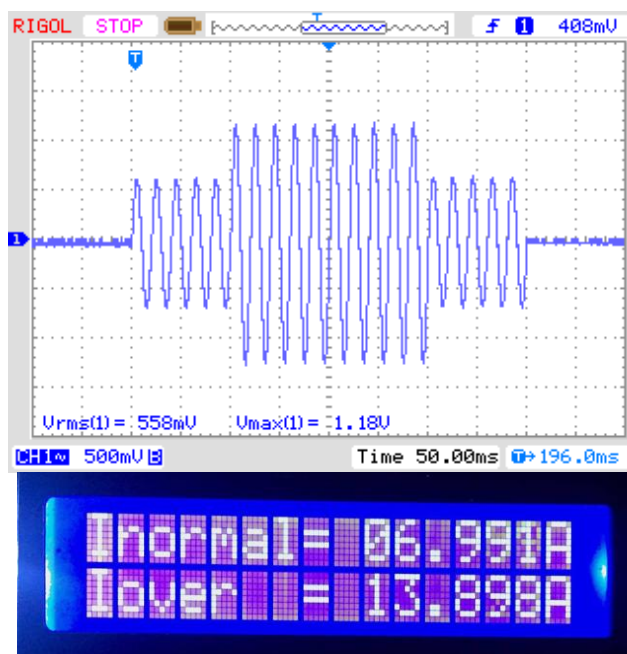 RIGOL STOP T f 1 408mV
T
1
Vrms(1)= 558mV Vmax(1)= 1.18V
CH1~ 500mV B Time 50.00ms T→196.0ms
Inormal= 06.991A
Iover = 13.898A